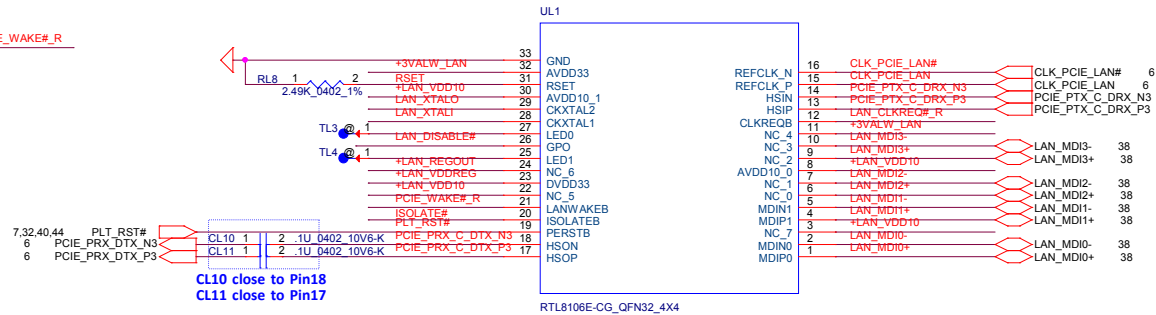 UL1
E_WAKE#_R
33 GND
+3VALW_LAN 32 AVDD33
RL8 1 2 RSET 31 RSET
2.49K_0402_1%
+LAN_VDD10 30 AVDD10_1
LAN_XTALO 29 CKXTAL2
LAN_XTALI 28 CKXTAL1
TL3 @ 1 27 LED0
LAN_DISABLE# 26 GPO
TL4 @ 1 25 LED1
+LAN_REGOUT 24 NC_6
+LAN_VDDREG 23 DVDD33
+LAN_VDD10 22 NC_5
PCIE_WAKE#_R 21 LANWAKEB
ISOLATE# 20 ISOLATEB
7,32,40,44 PLT_RST# PLT_RST# 19 PERSTB
6 PCIE_PRX_DTX_N3 CL10 1 2 .1U_0402_10V6-K PCIE_PRX_C_DTX_N3 18 HSON
6 PCIE_PRX_DTX_P3 CL11 1 2 .1U_0402_10V6-K PCIE_PRX_C_DTX_P3 17 HSOP
CL10 close to Pin18
CL11 close to Pin17
REFCLK_N 16 CLK_PCIE_LAN# CLK_PCIE_LAN# 6
REFCLK_P 15 CLK_PCIE_LAN CLK_PCIE_LAN 6
HSIN 14 PCIE_PTX_C_DRX_N3 PCIE_PTX_C_DRX_N3
HSIP 13 PCIE_PTX_C_DRX_P3 PCIE_PTX_C_DRX_P3
CLKREQB 12 LAN_CLKREQ#_R
NC_4 11 +3VALW_LAN
NC_3 10 LAN_MDI3- LAN_MDI3- 38
NC_2 9 LAN_MDI3+ LAN_MDI3+ 38
AVDD10_0 8 +LAN_VDD10
NC_1 7 LAN_MDI2- LAN_MDI2- 38
NC_0 6 LAN_MDI2+ LAN_MDI2+ 38
MDIN1 5 LAN_MDI1- LAN_MDI1- 38
MDIP1 4 LAN_MDI1+ LAN_MDI1+ 38
NC_7 3 +LAN_VDD10
MDIN0 2 LAN_MDI0- LAN_MDI0- 38
MDIP0 1 LAN_MDI0+ LAN_MDI0+ 38
RTL8106E-CG_QFN32_4X4